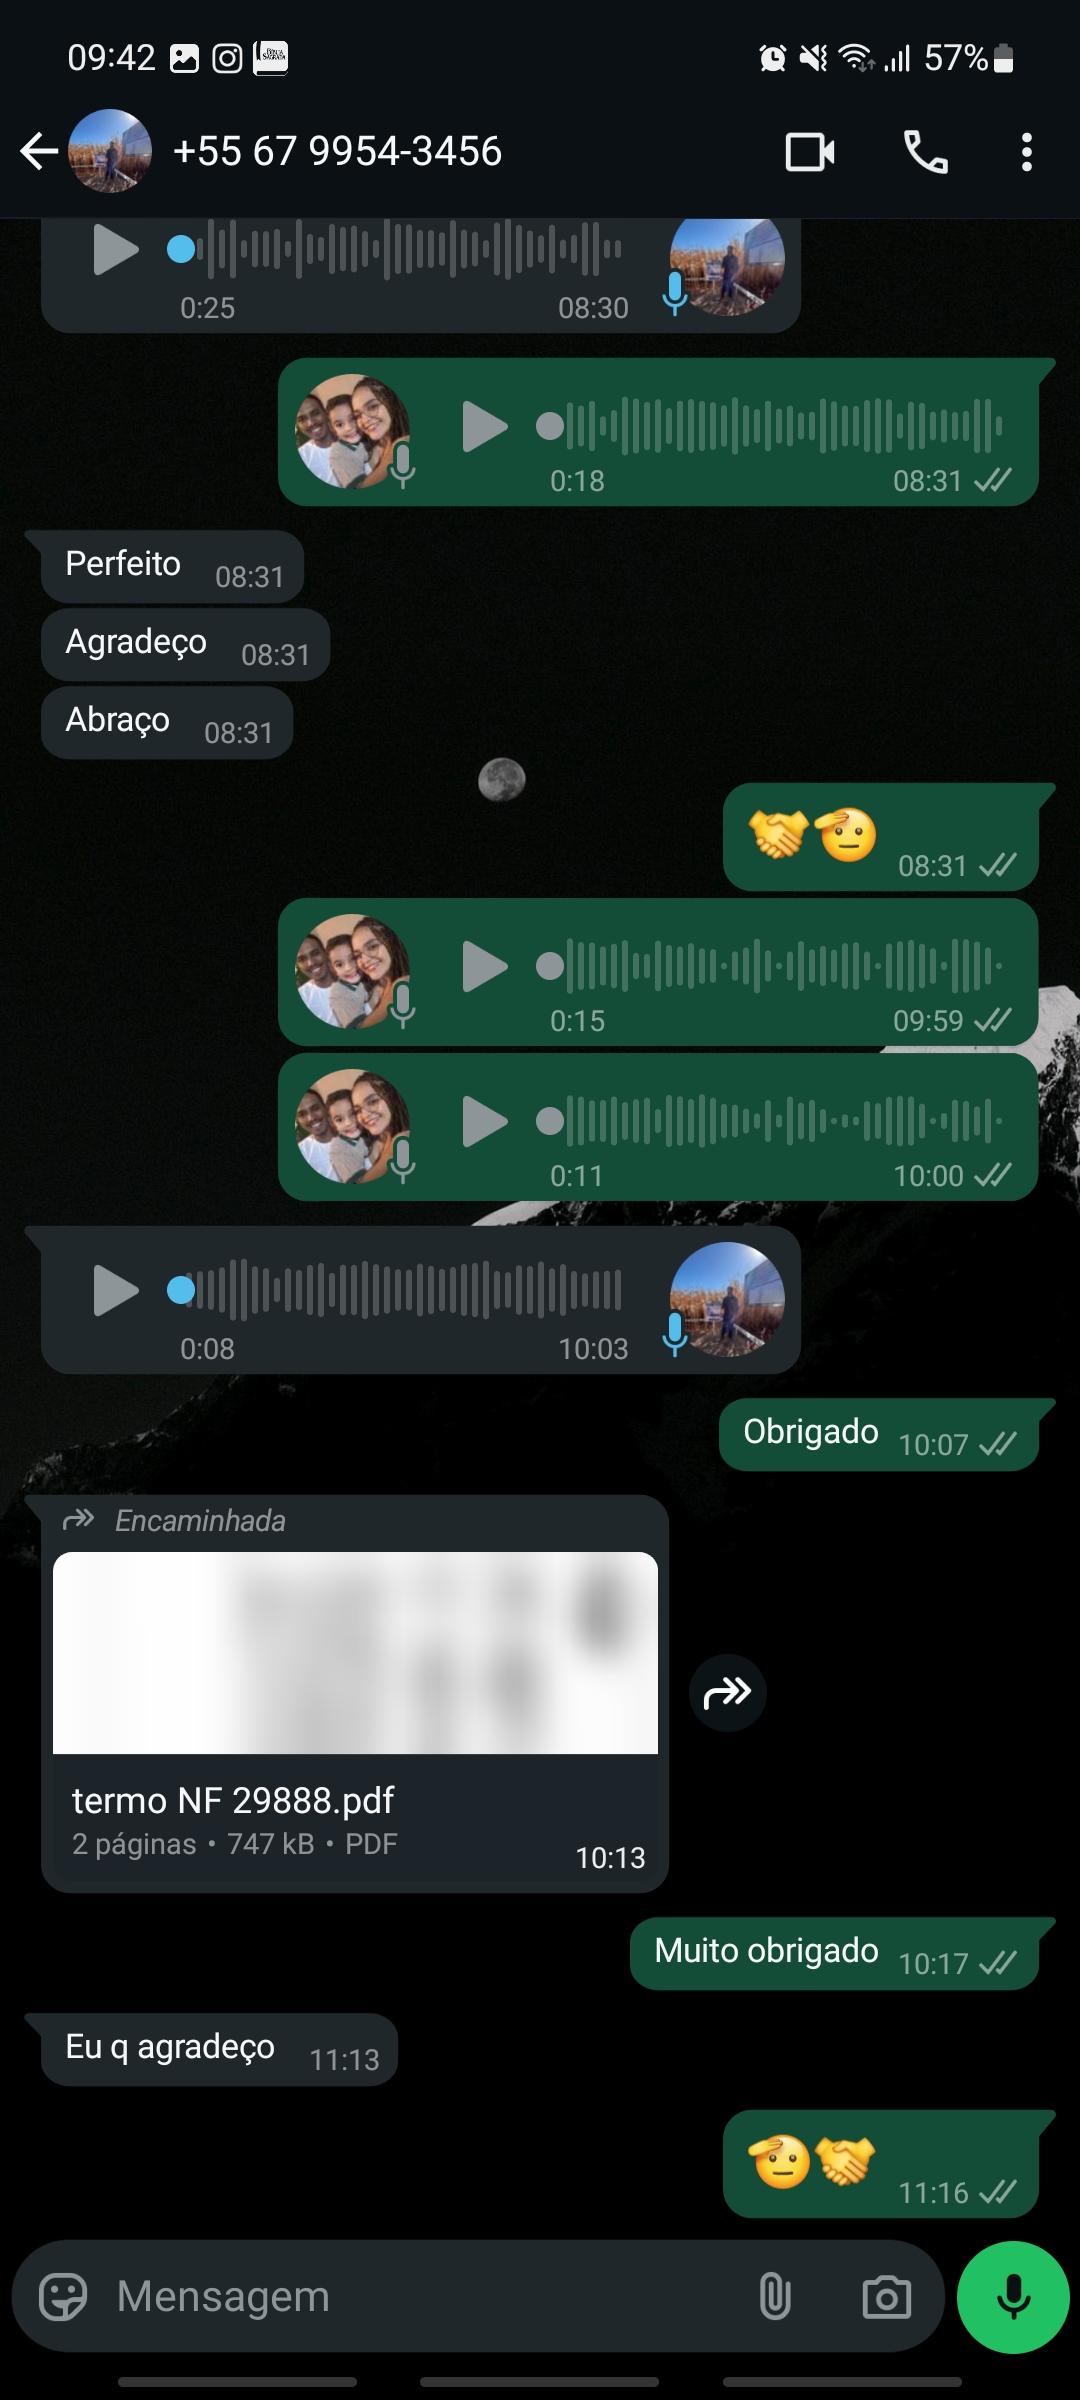 09:42
57%
+55 67 9954-3456
0:25 08:30
0:18 08:31
Perfeito 08:31
Agradeço 08:31
Abraço 08:31
08:31
0:15 09:59
0:11 10:00
0:08 10:03
Obrigado 10:07
Encaminhada
termo NF 29888.pdf
2 páginas • 747 kB • PDF
10:13
Muito obrigado 10:17
Eu q agradeço 11:13
11:16
Mensagem